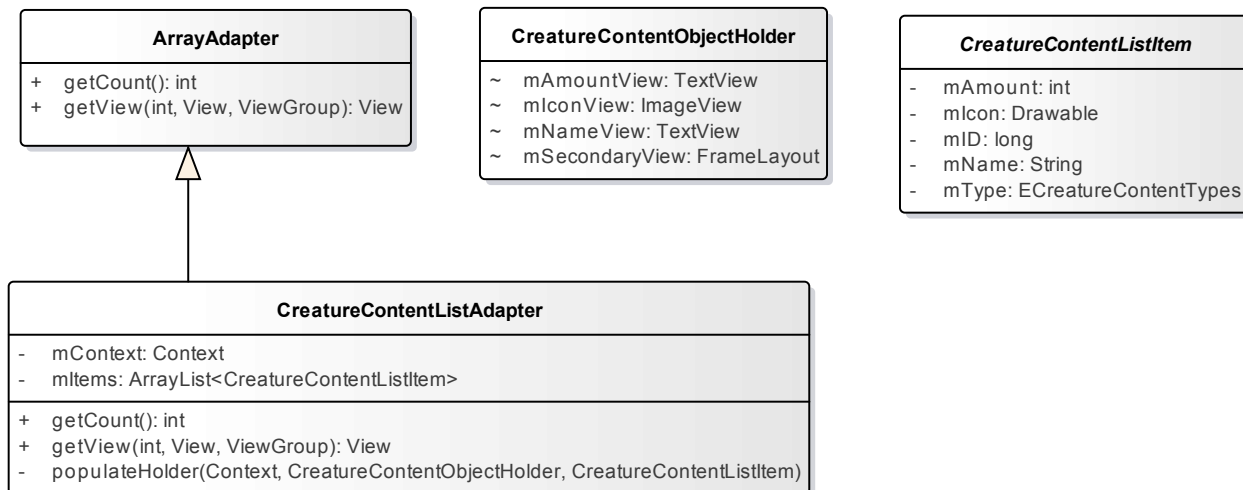 ArrayAdapter
+ getCount(): int
+ getView(int, View, ViewGroup): View
CreatureContentObjectHolder
~ mAmountView: TextView
~ mIconView: ImageView
~ mNameView: TextView
~ mSecondaryView: FrameLayout
CreatureContentListItem
- mAmount: int
- mIcon: Drawable
- mID: long
- mName: String
- mType: ECreatureContentTypes
CreatureContentListAdapter
- mContext: Context
- mItems: ArrayList<CreatureContentListItem>
+ getCount(): int
+ getView(int, View, ViewGroup): View
- populateHolder(Context, CreatureContentObjectHolder, CreatureContentListItem)